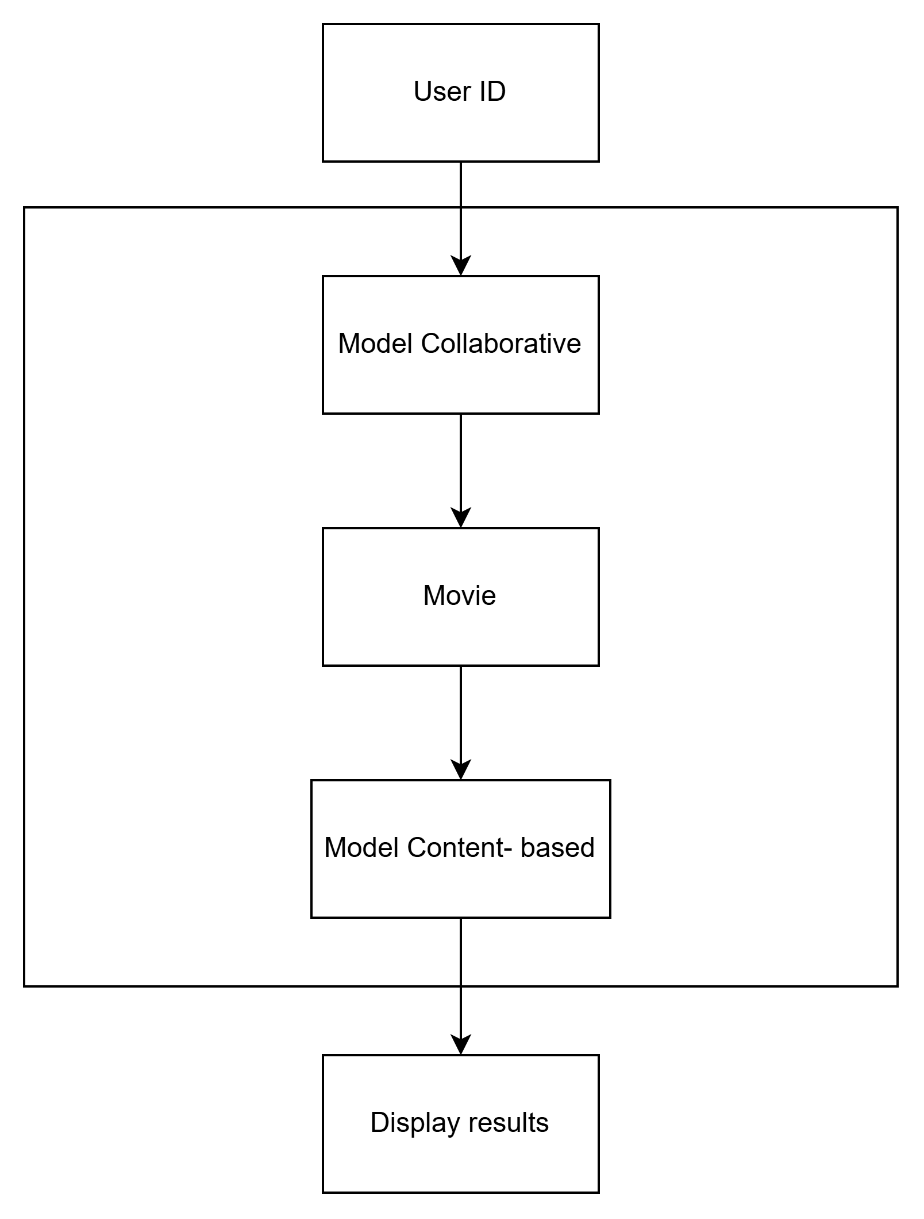 User ID
Model Collaborative
Movie
Model Content- based
Display results